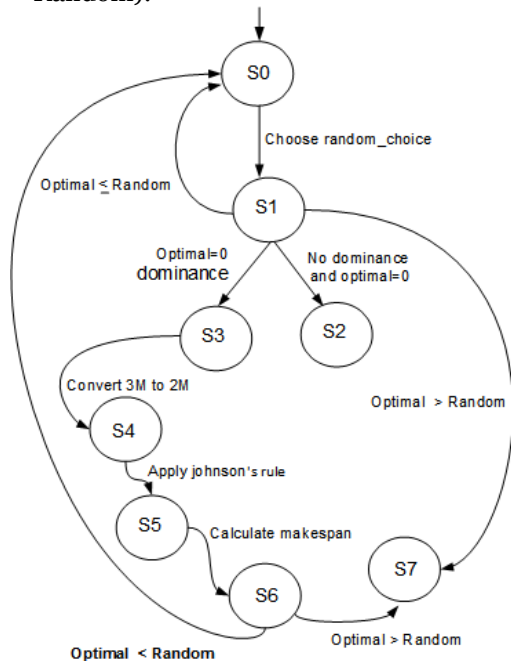 Random).
S0
Choose random_choice
Optimal ≤ Random
S1
Optimal=0
dominance
No dominance
and optimal=0
S3
S2
Convert 3M to 2M
Optimal > Random
S4
Apply johnson's rule
S5
Calculate makespan
S7
S6
Optimal > Random
Optimal < Random